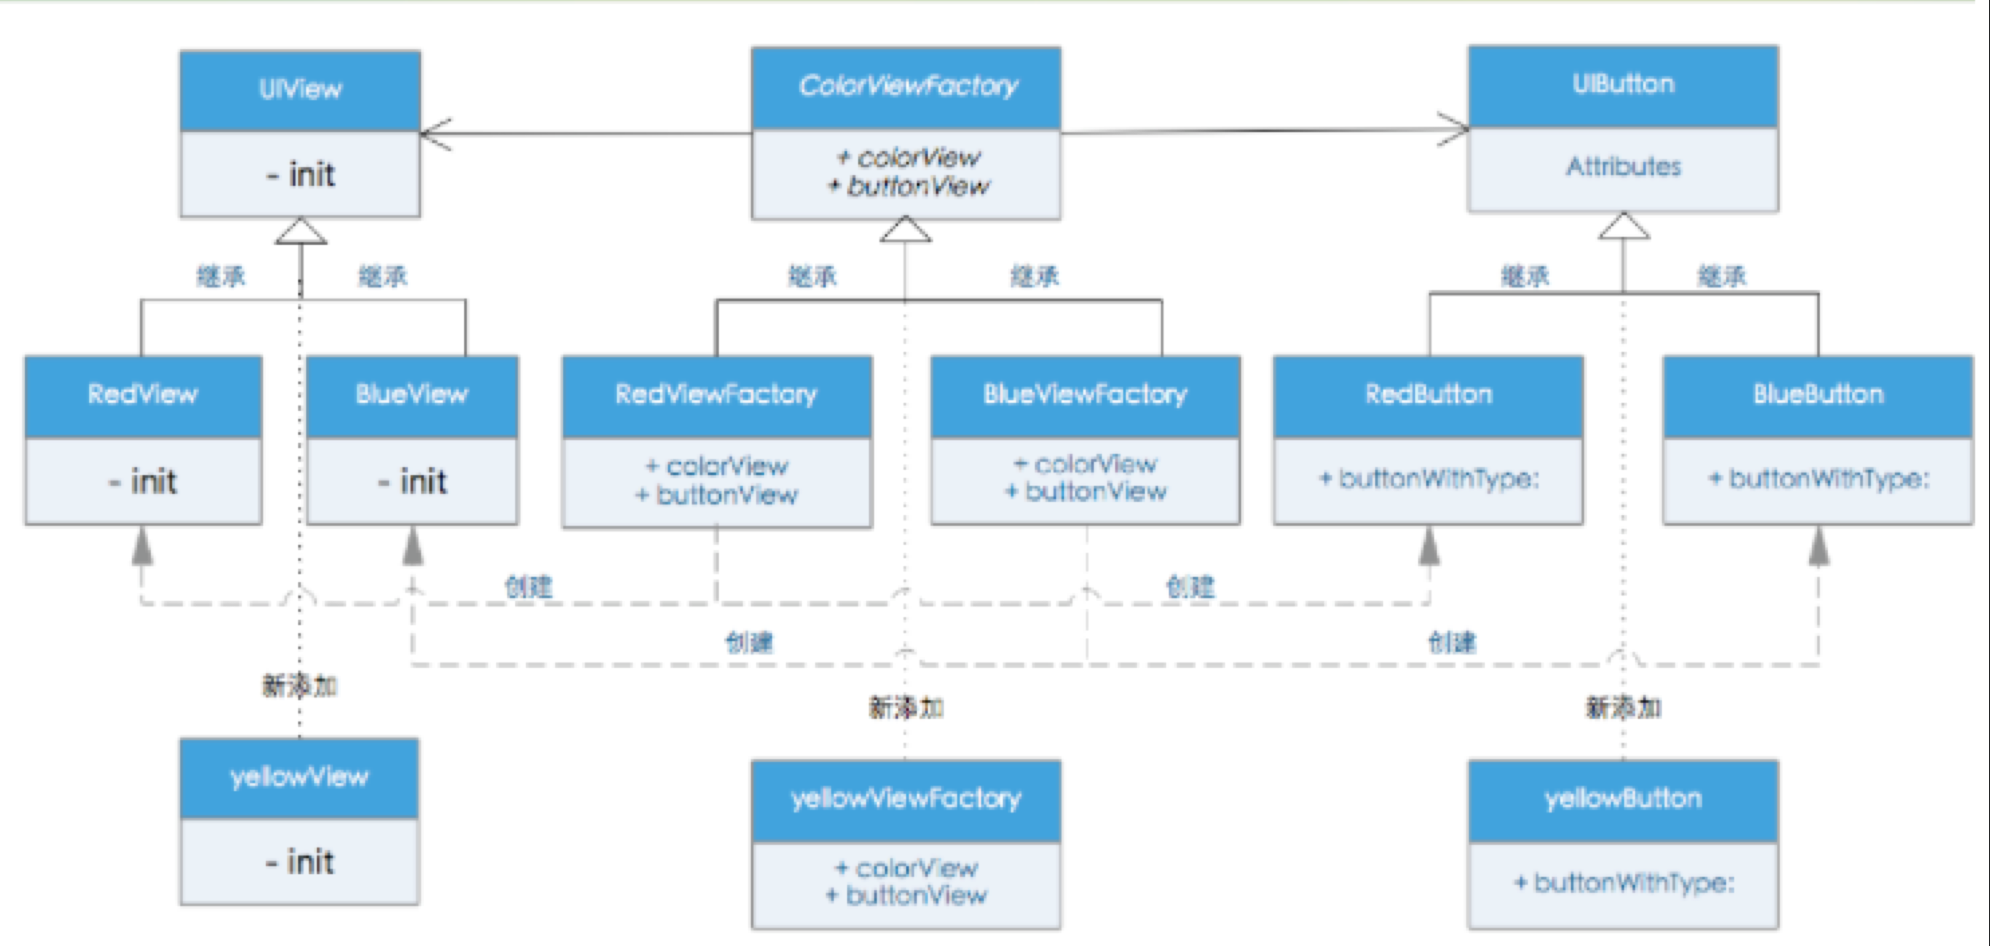 UIView
- init
ColorViewFactory
+ colorView
+ buttonView
UIButton
Attributes
继承
继承
继承
继承
继承
继承
RedView
- init
BlueView
- init
RedViewFactory
+ colorView
+ buttonView
BlueViewFactory
+ colorView
+ buttonView
RedButton
+ buttonWithType:
BlueButton
+ buttonWithType:
创建
创建
创建
创建
新添加
新添加
新添加
yellowView
- init
yellowViewFactory
+ colorView
+ buttonView
yellowButton
+ buttonWithType: